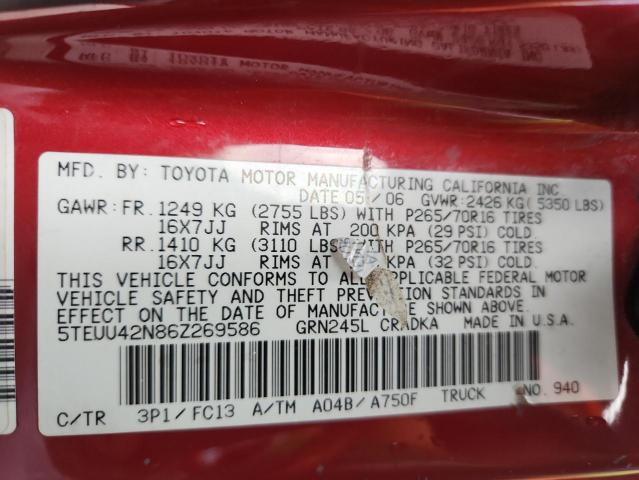 MFD. BY: TOYOTA MOTOR MANUFACTURING CALIFORNIA INC
DATE 05/06 GVWR: 2426 KG( 5350 LBS)
GAWR: FR. 1249 KG (2755 LBS) WITH P265/70R16 TIRES
16X7JJ RIMS AT 200 KPA (29 PSI) COLD.
RR. 1410 KG (3110 LBS) WITH P265/70R16 TIRES
16X7JJ RIMS AT KPA (32 PSI) COLD.
THIS VEHICLE CONFORMS TO ALL APPLICABLE FEDERAL MOTOR
VEHICLE SAFETY AND THEFT PREVENTION STANDARDS IN
EFFECT ON THE DATE OF MANUFACTURE SHOWN ABOVE.
5TEUU42N86Z269586 GRN245L CRADKA MADE IN U.S.A.
C/TR 3P1/FC13 A/TM A04B/A750F TRUCK NO. 940